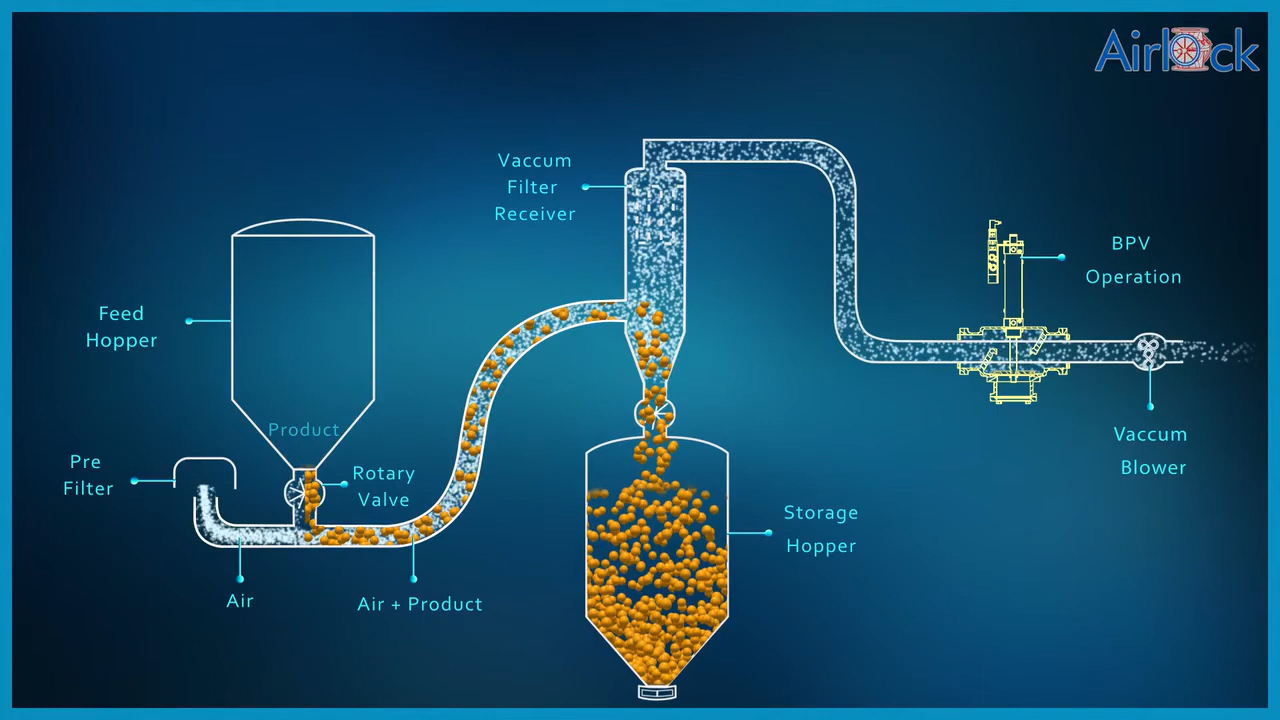 Airlock
Vaccum
Filter
Receiver
BPV
Operation
Feed
Hopper
Product
Pre
Filter
Rotary
Valve
Vaccum
Blower
Storage
Hopper
Air
Air + Product